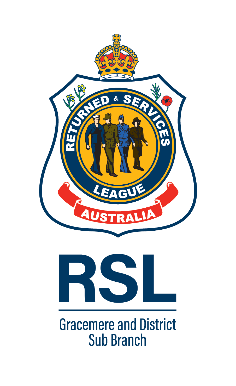 RETURNED & SERVICES
LEAGUE
AUSTRALIA
RSL
Gracemere and District
Sub Branch